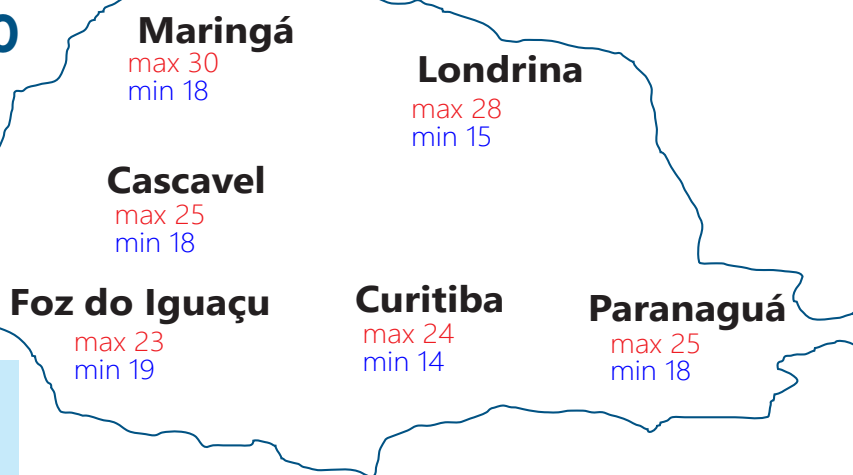 Maringá
max 30
min 18
Londrina
max 28
min 15
Cascavel
max 25
min 18
Foz do Iguaçu
max 23
min 19
Curitiba
max 24
min 14
Paranaguá
max 25
min 18